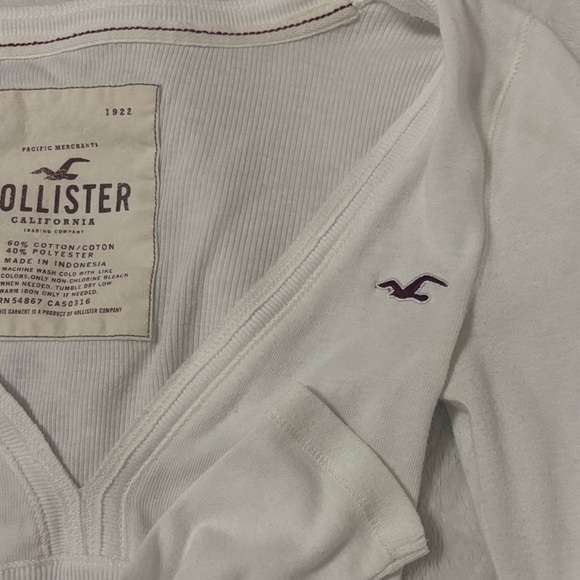 1922
PACIFIC MERCHANTS
OLLISTER
CALIFORNIA
TRADING COMPANY
60% COTTON/COTON
40% POLYESTER
MADE IN INDONESIA
MACHINE WASH COLD WITH LIKE
COLORS. ONLY NON-CHLORINE BLEACH
WHEN NEEDED. TUMBLE DRY LOW
WARM IRON ONLY IF NEEDED.
RN54867 CA50316
THIS GARMENT IS A PRODUCT OF HOLLISTER COMPANY